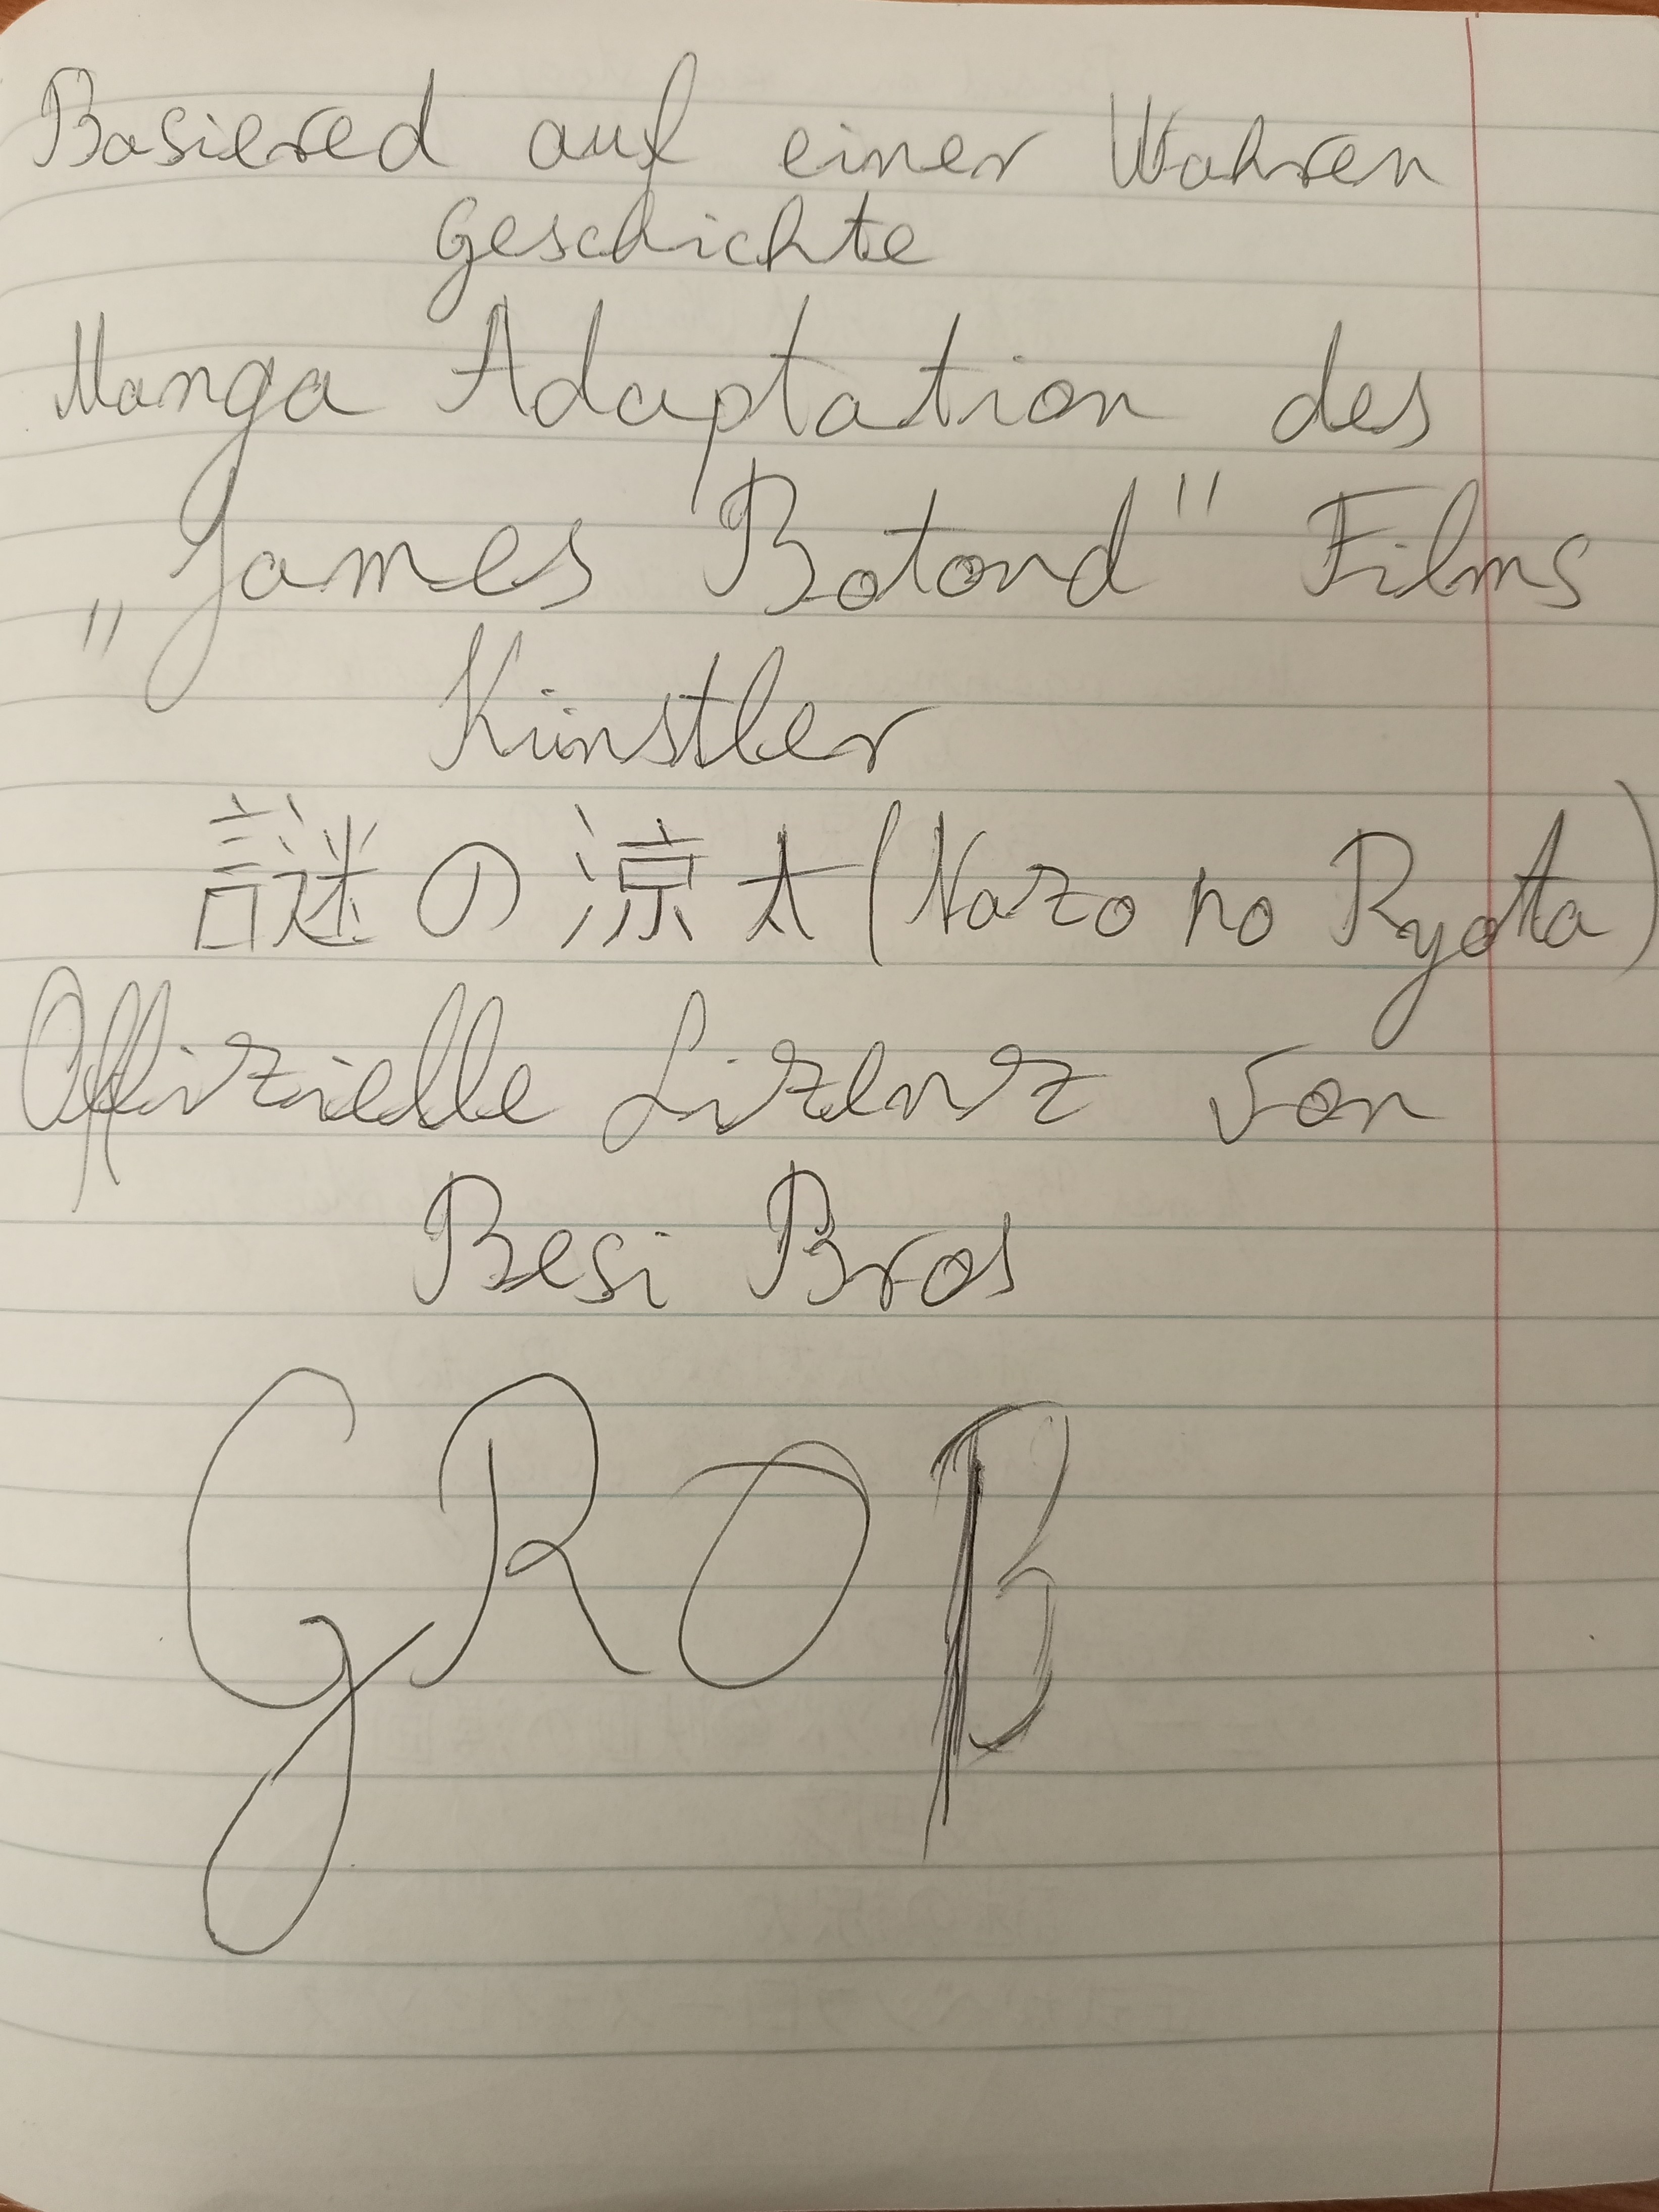 Basiered auf einer Wahren
Geschichte
Manga Adaptation des
„James Botond" Films
Künstler
謎の涼太(Nazo no Ryota)
Offizielle Lizenz von
Besi Bros
GROB